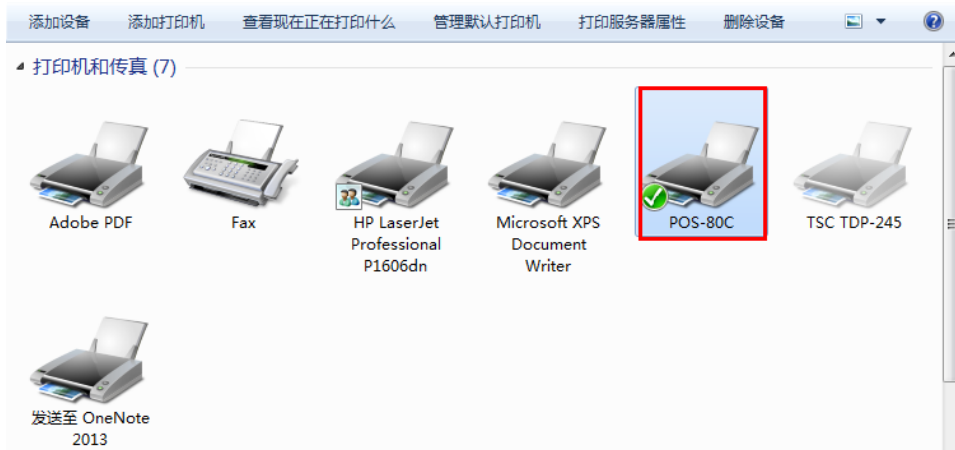 添加设备 添加打印机 查看现在正在打印什么 管理默认打印机 打印服务器属性 删除设备
打印机和传真 (7)
Adobe PDF
Fax
HP LaserJet
Professional
P1606dn
Microsoft XPS
Document
Writer
POS-80C
TSC TDP-245
发送至 OneNote
2013